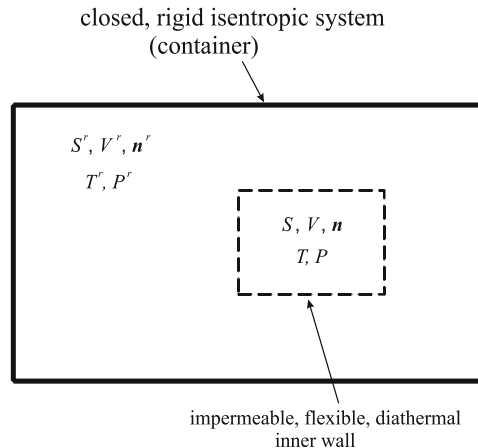 closed, rigid isentropic system
(container)
S^r, V^r, n^r
T^r, P^r
S, V, n
T, P
impermeable, flexible, diathermal
inner wall